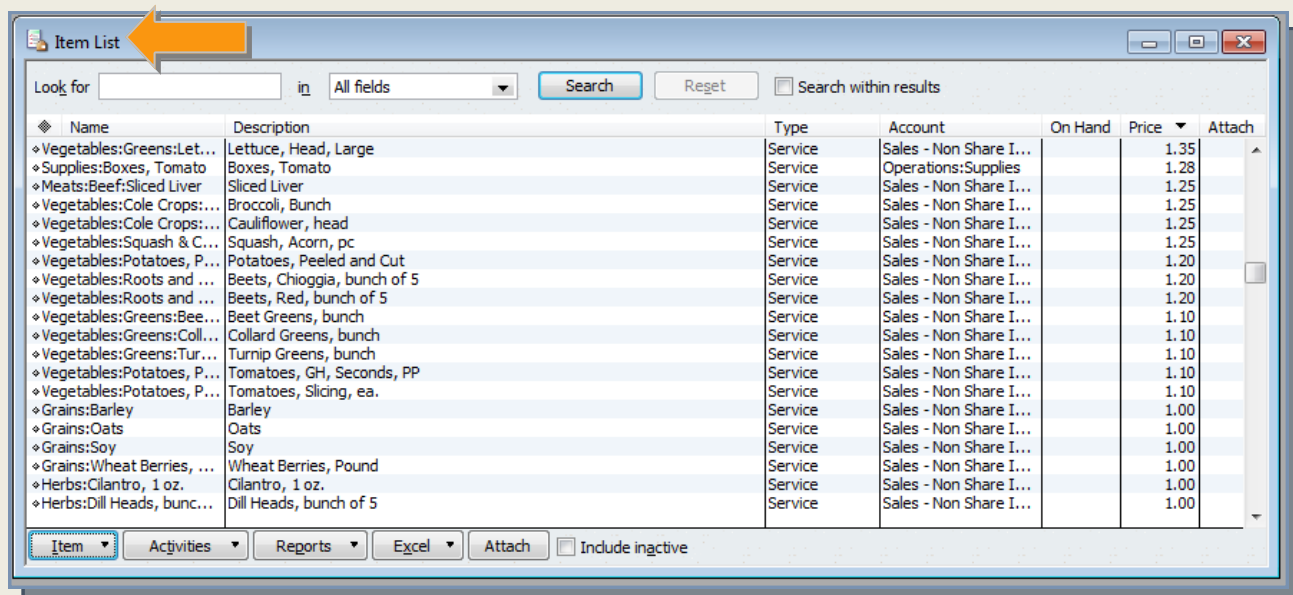 Item List
Look for in All fields Search Reset Search within results
Name Description Type Account On Hand Price Attach
Vegetables:Greens:Let... Lettuce, Head, Large Service Sales - Non Share I... 1.35
Supplies:Boxes, Tomato Boxes, Tomato Service Operations:Supplies 1.28
Meats:Beef:Sliced Liver Sliced Liver Service Sales - Non Share I... 1.25
Vegetables:Cole Crops:... Broccoli, Bunch Service Sales - Non Share I... 1.25
Vegetables:Cole Crops:... Cauliflower, head Service Sales - Non Share I... 1.25
Vegetables:Squash & C... Squash, Acorn, pc Service Sales - Non Share I... 1.25
Vegetables:Potatoes, P... Potatoes, Peeled and Cut Service Sales - Non Share I... 1.20
Vegetables:Roots and ... Beets, Chioggia, bunch of 5 Service Sales - Non Share I... 1.20
Vegetables:Roots and ... Beets, Red, bunch of 5 Service Sales - Non Share I... 1.20
Vegetables:Greens:Bee... Beet Greens, bunch Service Sales - Non Share I... 1.10
Vegetables:Greens:Coll... Collard Greens, bunch Service Sales - Non Share I... 1.10
Vegetables:Greens:Tur... Turnip Greens, bunch Service Sales - Non Share I... 1.10
Vegetables:Potatoes, P... Tomatoes, GH, Seconds, PP Service Sales - Non Share I... 1.10
Vegetables:Potatoes, P... Tomatoes, Slicing, ea. Service Sales - Non Share I... 1.10
Grains:Barley Barley Service Sales - Non Share I... 1.00
Grains:Oats Oats Service Sales - Non Share I... 1.00
Grains:Soy Soy Service Sales - Non Share I... 1.00
Grains:Wheat Berries, ... Wheat Berries, Pound Service Sales - Non Share I... 1.00
Herbs:Cilantro, 1 oz. Cilantro, 1 oz. Service Sales - Non Share I... 1.00
Herbs:Dill Heads, bunc... Dill Heads, bunch of 5 Service Sales - Non Share I... 1.00
Item Activities Reports Excel Attach Include inactive